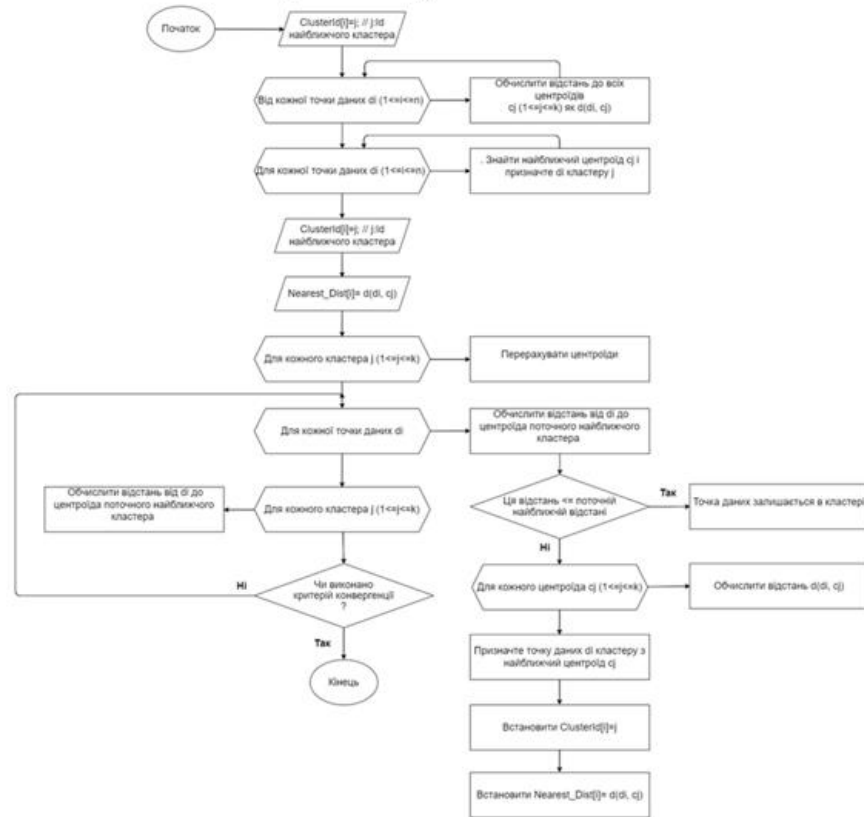 Початок
ClusterId[i]=j; // j:Id
найближчого кластера
Від кожної точки даних di (1<=i<=n)
Обчислити відстань до всіх
центроїдів
cj (1<=j<=k) як d(di, cj)
Для кожної точки даних di (1<=i<=n)
. Знайти найближчий центроїд cj і
призначте di кластеру j
ClusterId[i]=j; // j:Id
найближчого кластера
Nearest_Dist[i]= d(di, cj)
Для кожного кластера j (1<=j<=k)
Перерахувати центроїди
Для кожної точки даних di
Обчислити відстань від di до
центроїда поточного найближчого
кластера
Обчислити відстань від di до
центроїда поточного найближчого
кластера
Для кожного кластера j (1<=j<=k)
Ця відстань <= поточній
найближчій відстані
Так
Точка даних залишається в кластері
Ні
Ні
Чи виконано
критерій конвергенції
?
Для кожного центроїда cj (1<=j<=k)
Обчислити відстань d(di, cj)
Так
Призначте точку даних di кластеру з
найближчий центроїд cj
Кінець
Встановити ClusterId[i]=j
Встановити Nearest_Dist[i]= d(di, cj)